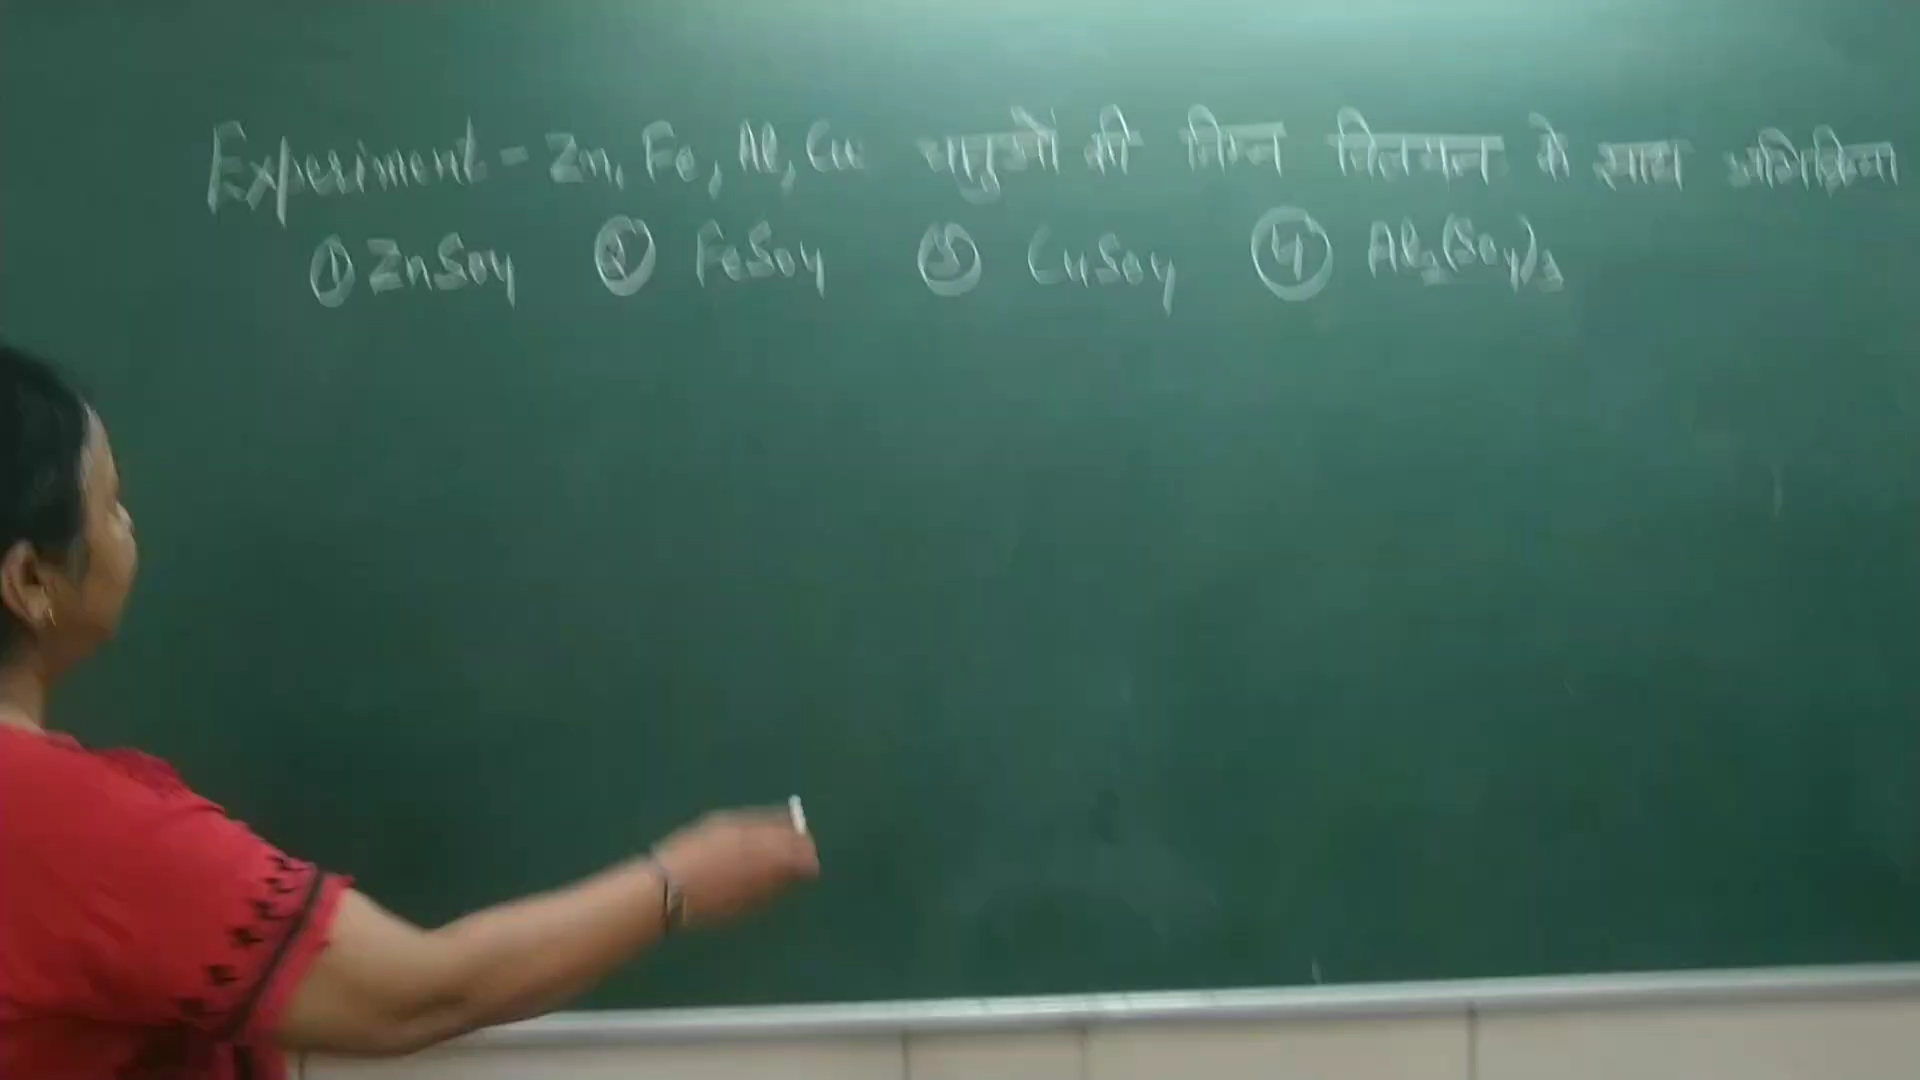 Experiment - Zn, Fe, Al, Cu धातुओं की निम्न विलयन के साथ अभिक्रिया
① ZnSO4 ② FeSO4 ③ CuSO4 ④ Al2(SO4)3